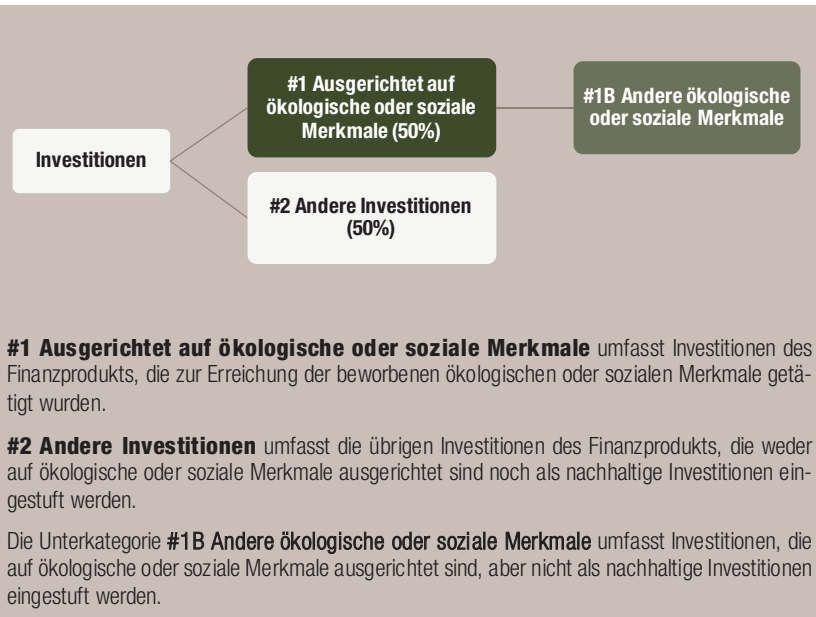 #1 Ausgerichtet auf
ökologische oder soziale
Merkmale (50%)
#1B Andere ökologische
oder soziale Merkmale
Investitionen
#2 Andere Investitionen
(50%)
#1 Ausgerichtet auf ökologische oder soziale Merkmale umfasst Investitionen des
Finanzprodukts, die zur Erreichung der beworbenen ökologischen oder sozialen Merkmale getä-
tigt wurden.
#2 Andere Investitionen umfasst die übrigen Investitionen des Finanzprodukts, die weder
auf ökologische oder soziale Merkmale ausgerichtet sind noch als nachhaltige Investitionen ein-
gestuft werden.
Die Unterkategorie #1B Andere ökologische oder soziale Merkmale umfasst Investitionen, die
auf ökologische oder soziale Merkmale ausgerichtet sind, aber nicht als nachhaltige Investitionen
eingestuft werden.